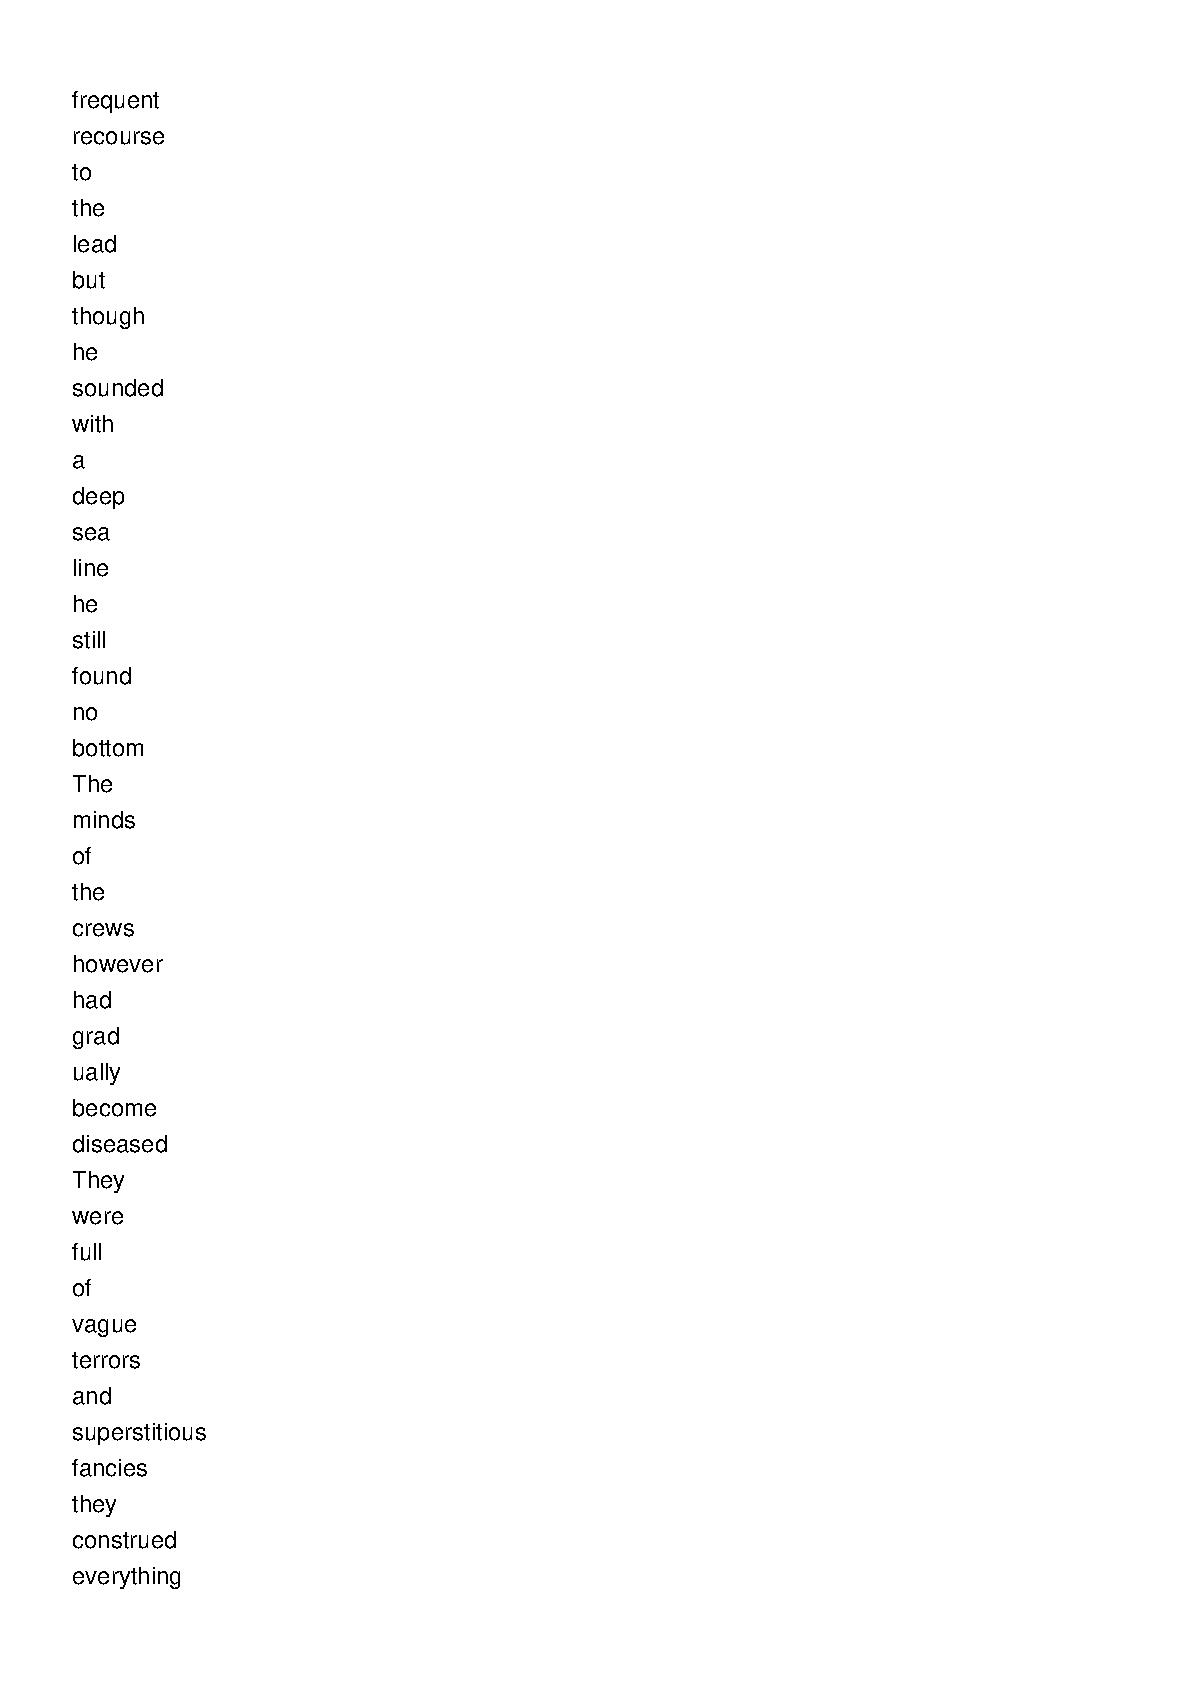 frequent
recourse
to
the
lead
but
though
he
sounded
with
a
deep
sea
line
he
still
found
no
bottom
The
minds
of
the
crews
however
had
grad
ually
become
diseased
They
were
full
of
vague
terrors
and
superstitious
fancies
they
construed
everything